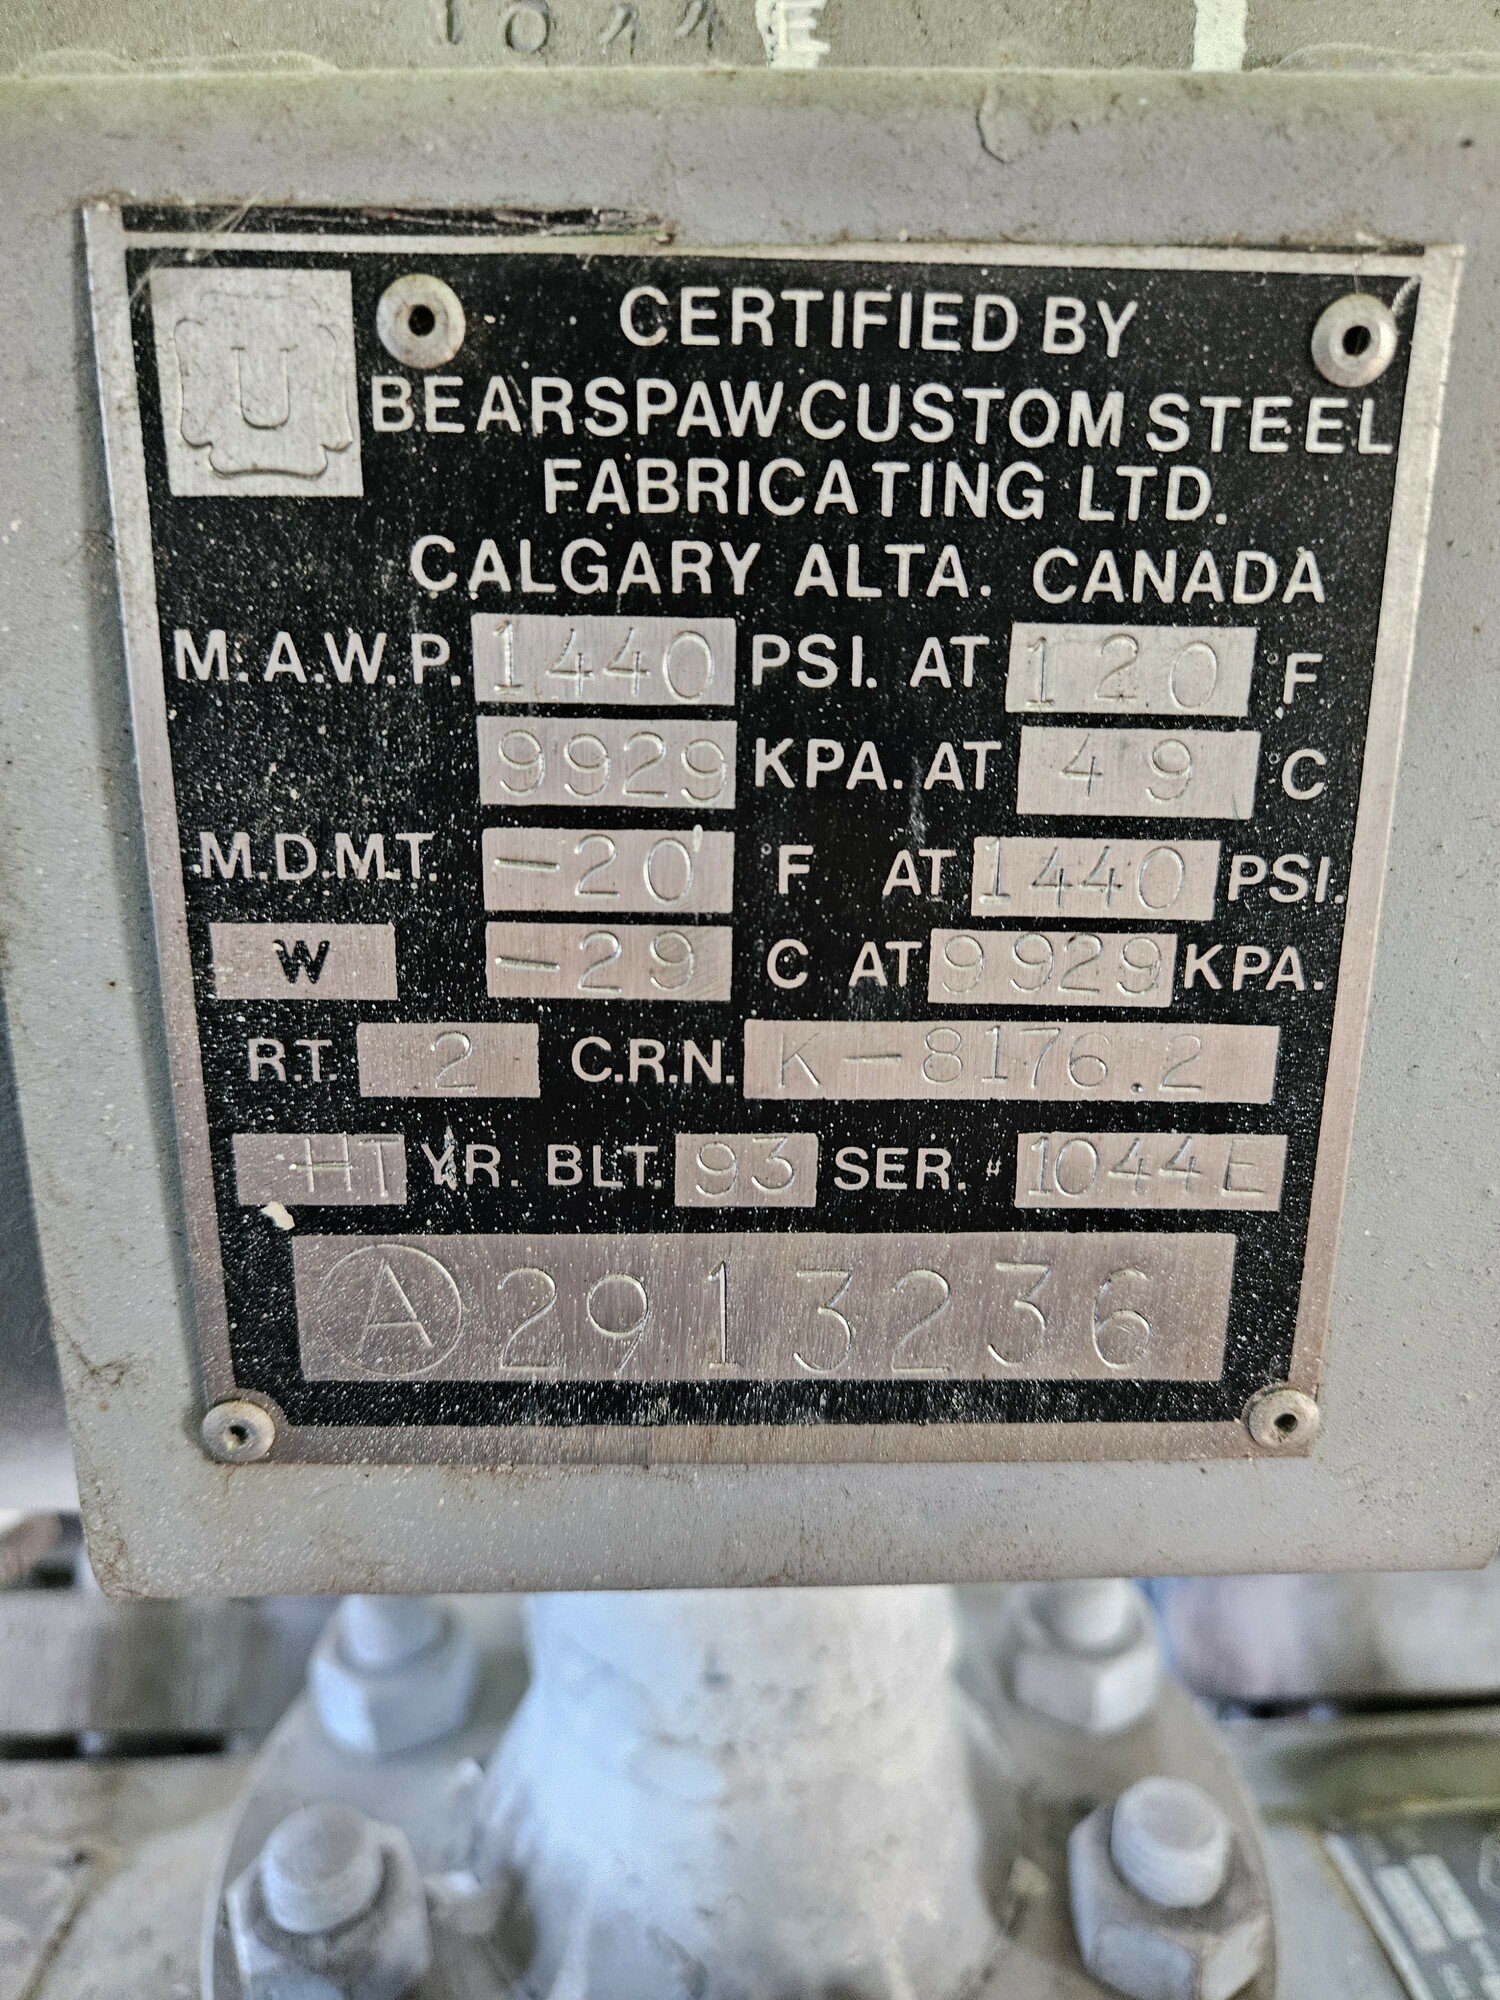 1044E
U
CERTIFIED BY
BEARSPAW CUSTOM STEEL
FABRICATING LTD.
CALGARY ALTA. CANADA
M.A.W.P. 1440 PSI. AT 120 °F
9929 KPA. AT 49 °C
M.D.M.T. -20 °F AT 1440 PSI.
W -29 C AT 9929 KPA.
R.T. 2 C.R.N. K-8176.2
HT YR. BLT. 93 SER. # 1044E
A 2913236